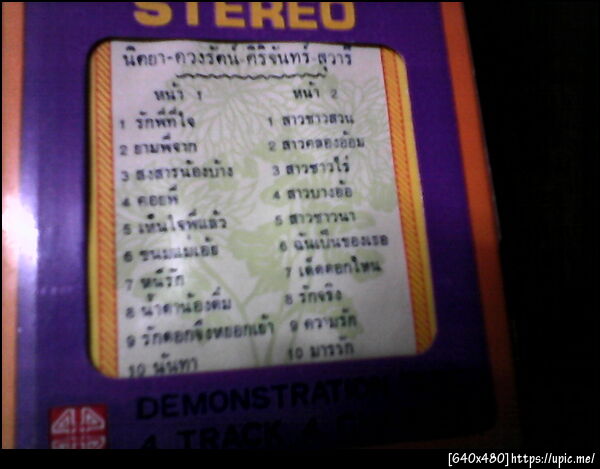 STEREO
นิตยา-ดวงรัตน์-ศิริจันทร์-สุวารี
หน้า 1
1 รักพี่ที่ใจ
2 ยามพี่จาก
3 สงสารน้องบ้าง
4 คอยพี่
5 เห็นใจพี่แล้ว
6 ขนมแม่เอ้ย
7 หนีรัก
8 น้ำตาน้องตื่ม
9 รักดอกจึงหยอกเย้า
10 นันทา
หน้า 2
1 สาวชาวสวน
2 สาวคลองอ้อม
3 สาวชาวไร่
4 สาวบางอ้อ
5 สาวชาวนา
6 ฉันเป็นของเธอ
7 เด็ดดอกไหน
8 รักจริง
9 ความรัก
10 มารรัก
DEMONSTRATION
4 TRACK 4
[640x480]https://upic.me/